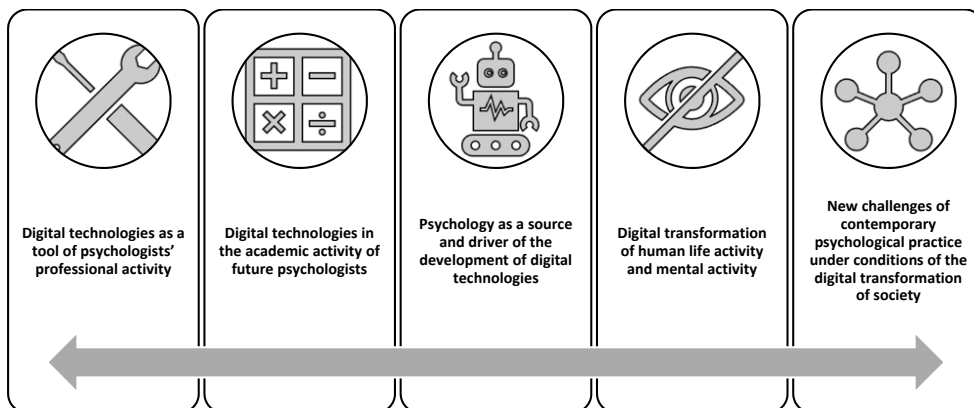 Digital technologies as a
tool of psychologists'
professional activity
Digital technologies in
the academic activity of
future psychologists
Psychology as a source
and driver of the
development of digital
technologies
Digital transformation
of human life activity
and mental activity
New challenges of
contemporary
psychological practice
under conditions of the
digital transformation
of society